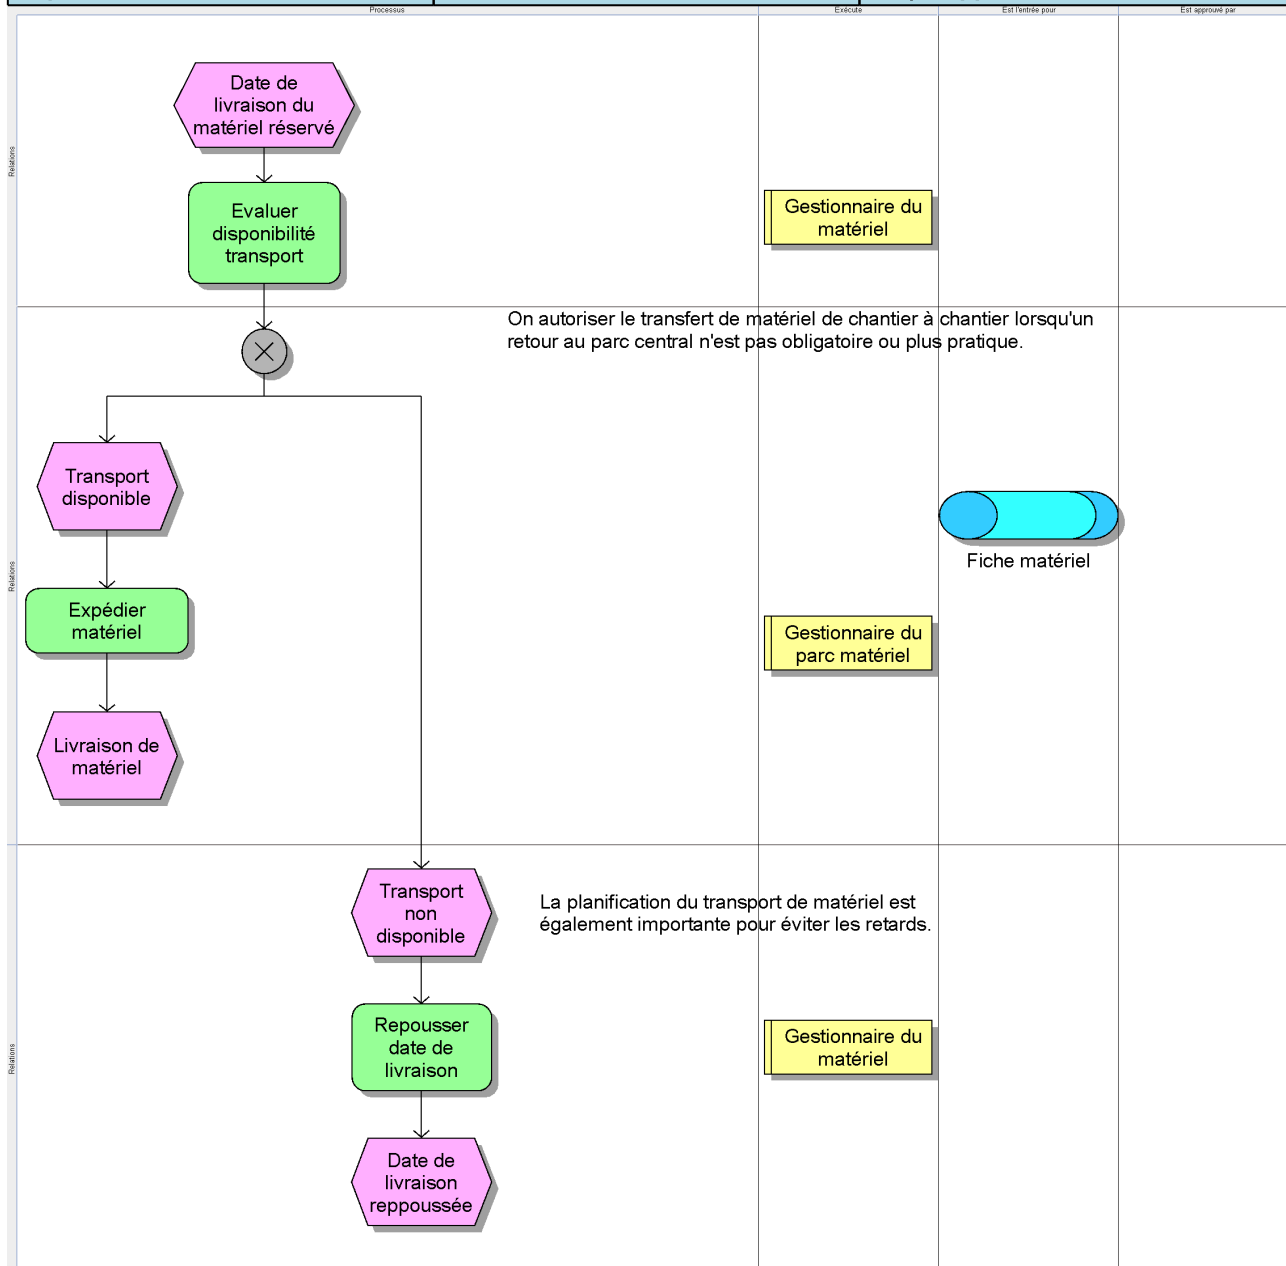 Processus
Exécute
Est l'entrée pour
Est approuvé par
Relations
Date de
livraison du
matériel réservé
Evaluer
disponibilité
transport
Gestionnaire du
matériel
Relations
On autoriser le transfert de matériel de chantier à chantier lorsqu'un
retour au parc central n'est pas obligatoire ou plus pratique.
Transport
disponible
Fiche matériel
Expédier
matériel
Gestionnaire du
parc matériel
Livraison de
matériel
Relations
Transport
non
disponible
La planification du transport de matériel est
également importante pour éviter les retards.
Repousser
date de
livraison
Gestionnaire du
matériel
Date de
livraison
reppoussée